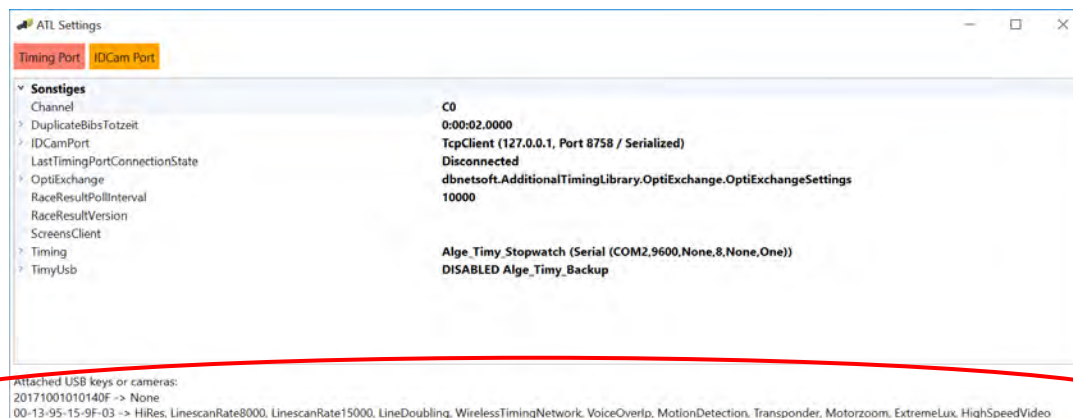 ATL Settings
Timing Port IDCam Port
Sonstiges
Channel C0
DuplicateBibsTotzeit 0:00:02.0000
IDCamPort TcpClient (127.0.0.1, Port 8758 / Serialized)
LastTimingPortConnectionState Disconnected
OptiExchange dbnetsoft.AdditionalTimingLibrary.OptiExchange.OptiExchangeSettings
RaceResultPollInterval 10000
RaceResultVersion
ScreensClient
Timing Alge_Timy_Stopwatch (Serial (COM2,9600,None,8,None,One))
TimyUsb DISABLED Alge_Timy_Backup
Attached USB keys or cameras:
20171001010140F -> None
00-13-95-15-9F-03 -> HiRes, LinescanRate8000, LinescanRate15000, LineDoubling, WirelessTimingNetwork, VoiceOverIp, MotionDetection, Transponder, Motorzoom, ExtremeLux, HighSpeedVideo